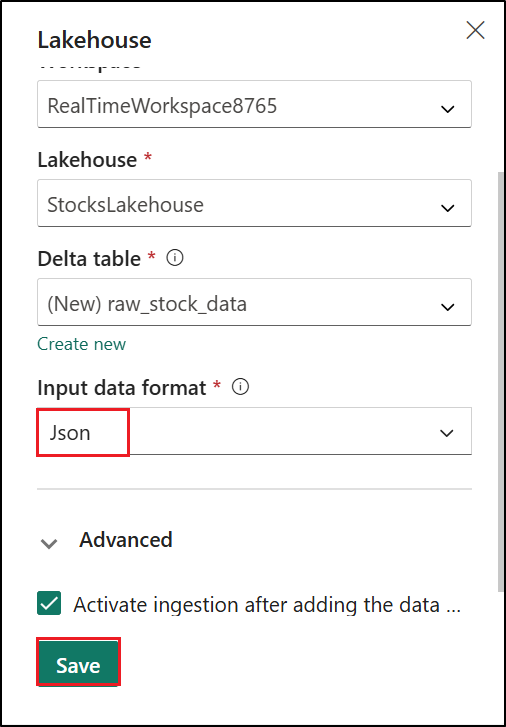 Lakehouse
Workspace
RealTimeWorkspace8765
Lakehouse *
StocksLakehouse
Delta table *
(New) raw_stock_data
Create new
Input data format *
Json
Advanced
Activate ingestion after adding the data ...
Save